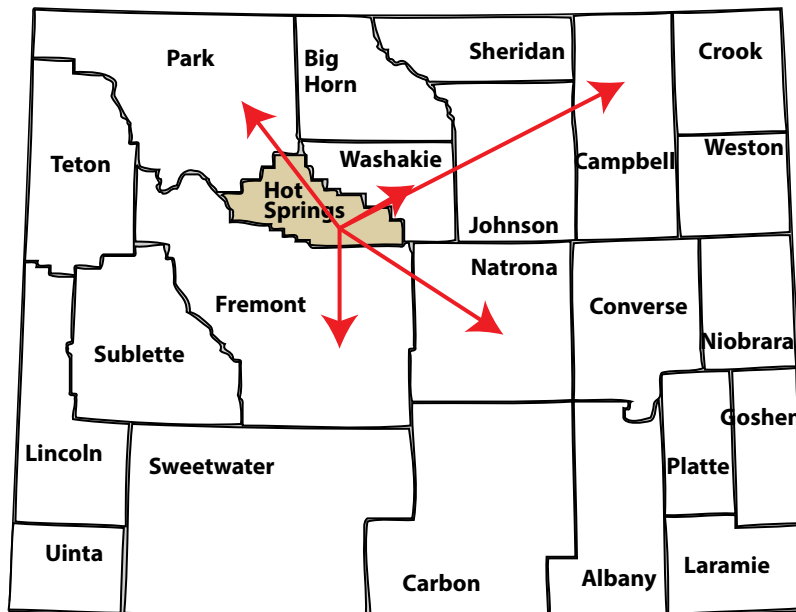 Park
Big
Horn
Sheridan
Crook
Teton
Washakie
Campbell
Weston
Hot
Springs
Johnson
Natrona
Fremont
Converse
Sublette
Niobrara
Goshen
Lincoln
Sweetwater
Platte
Uinta
Carbon
Albany
Laramie